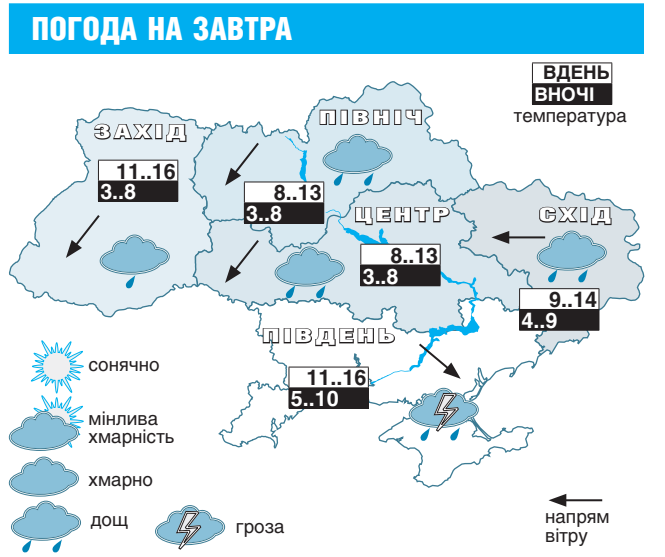 ПОГОДА НА ЗАВТРА
ВДЕНЬ
ВНОЧІ
температура
ЗАХІД
11..16
3..8
ПІВНІЧ
8..13
3..8
ЦЕНТР
8..13
3..8
СХІД
9..14
4..9
ПІВДЕНЬ
11..16
5..10
сонячно
мінлива
хмарність
хмарно
дощ
гроза
напрям
вітру